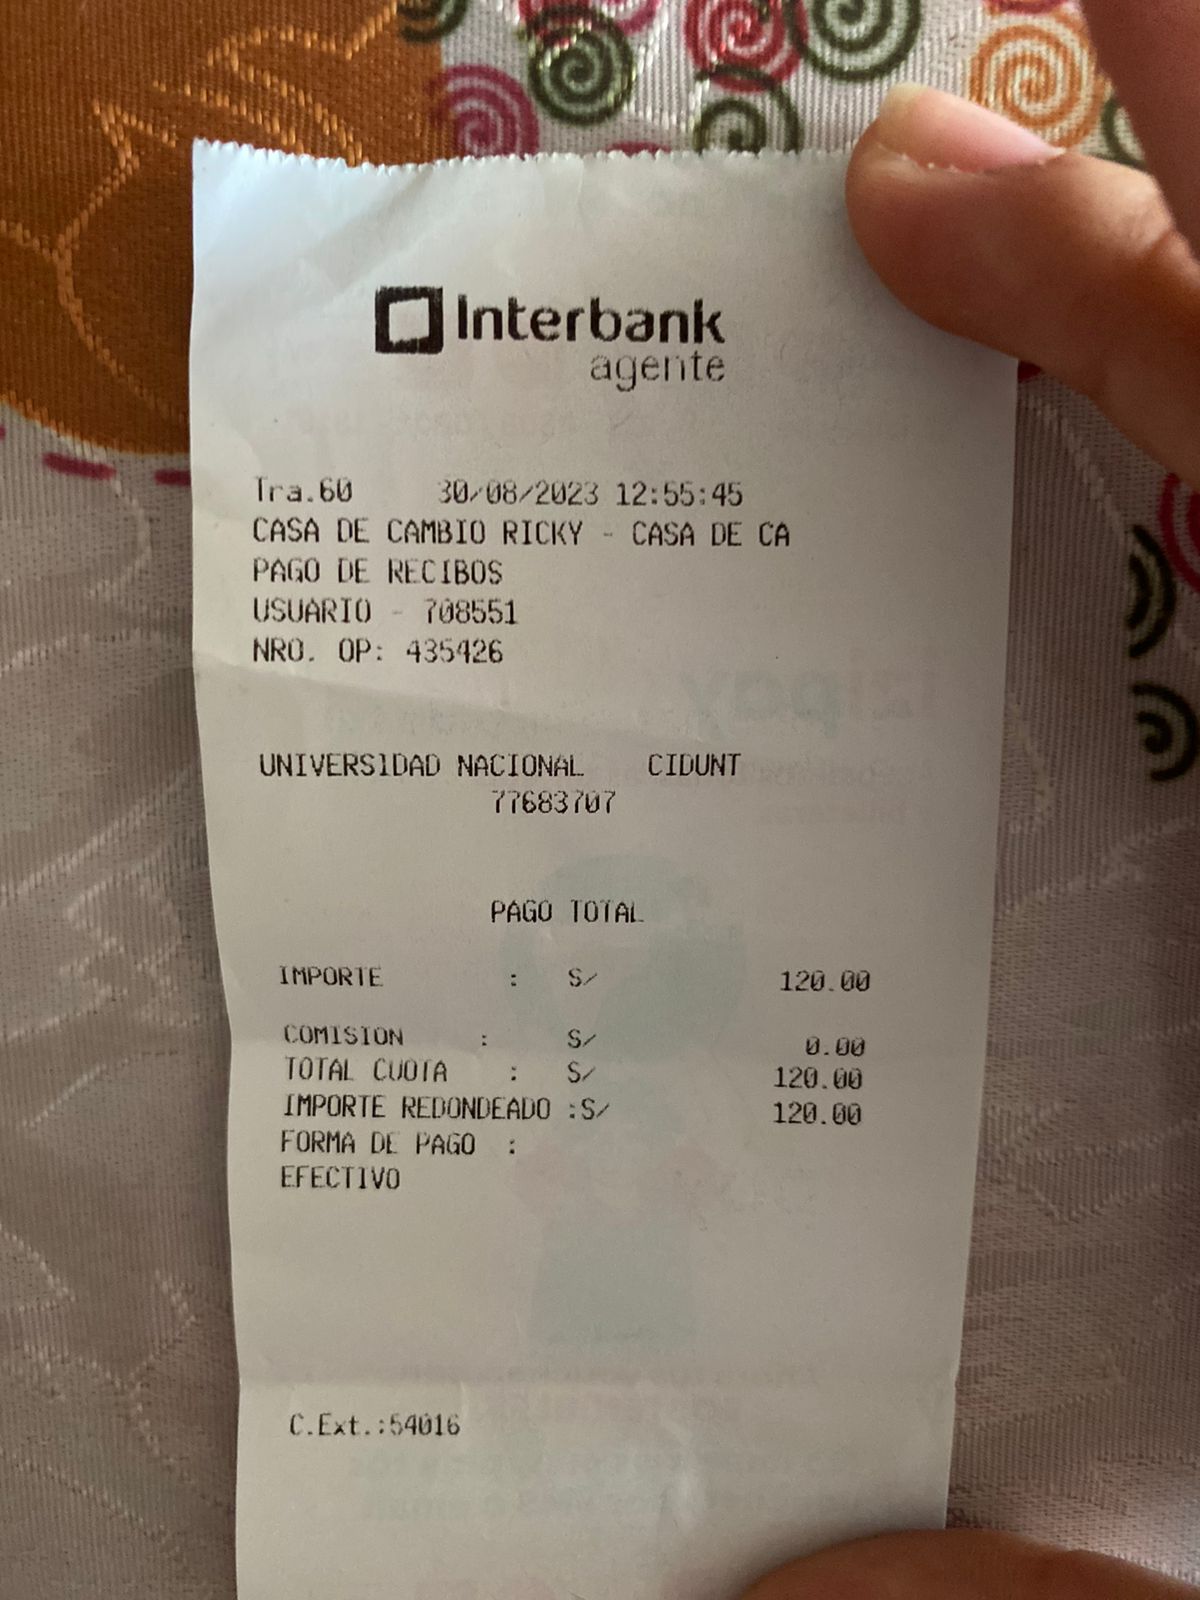 Interbank
agente
Tra.60 30/08/2023 12:55:45
CASA DE CAMBIO RICKY - CASA DE CA
PAGO DE RECIBOS
USUARIO - 708551
NRO. OP: 435426
UNIVERSIDAD NACIONAL CIDUNT
77683707
PAGO TOTAL
IMPORTE : S/ 120.00
COMISION : S/ 0.00
TOTAL CUOTA : S/ 120.00
IMPORTE REDONDEADO :S/ 120.00
FORMA DE PAGO :
EFECTIVO
C.Ext.:54016